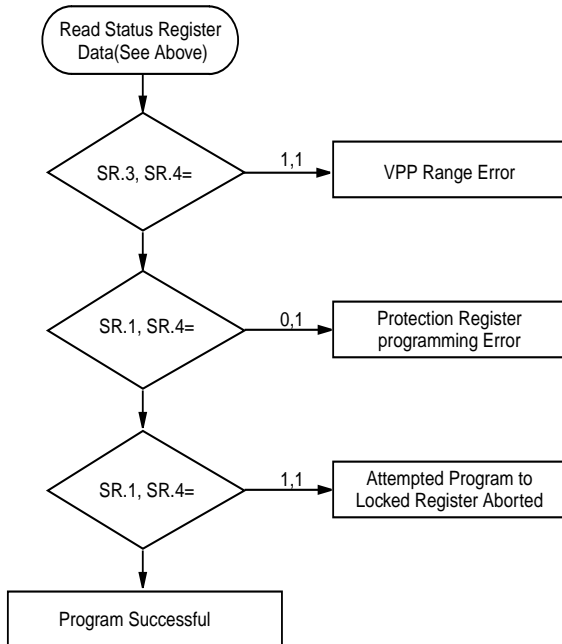 Read Status Register
Data(See Above)
SR.3, SR.4=
1,1
VPP Range Error
SR.1, SR.4=
0,1
Protection Register
programming Error
SR.1, SR.4=
1,1
Attempted Program to
Locked Register Aborted
Program Successful